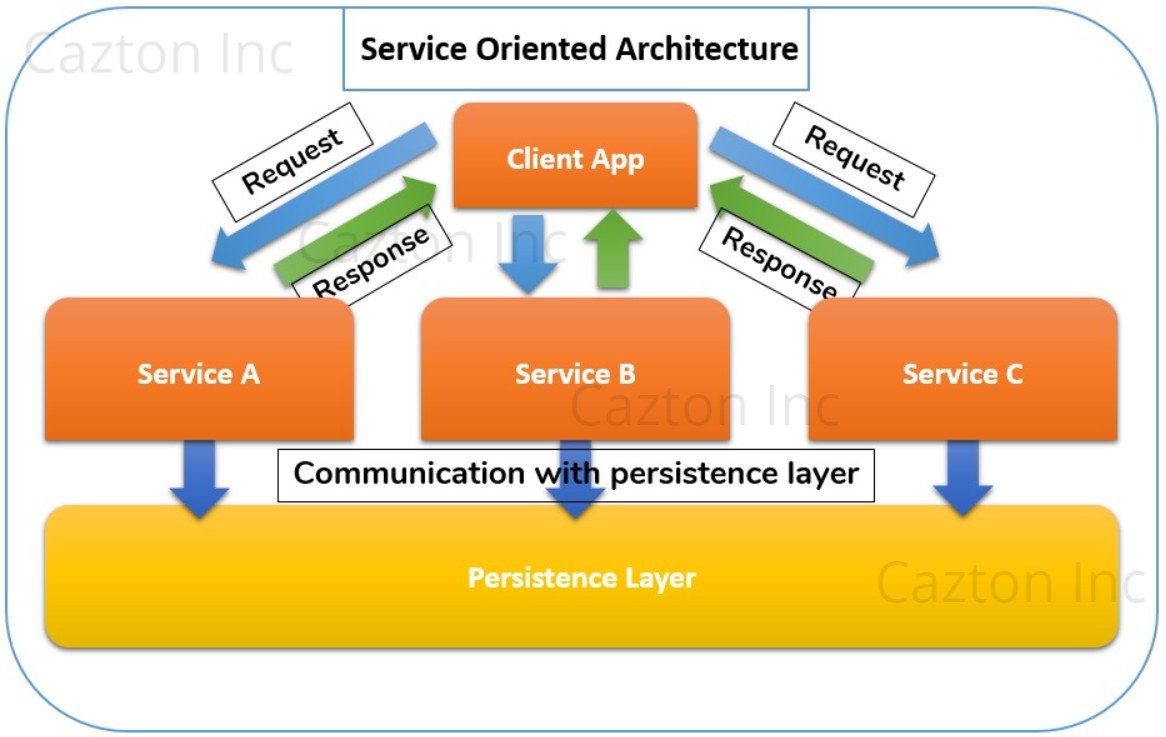 Cazton Inc
Service Oriented Architecture
Request
Client App
Request
Response
Cazton Inc
Response
Service A
Service B
Service C
Cazton Inc
Communication with persistence layer
Persistence Layer
Cazton Inc